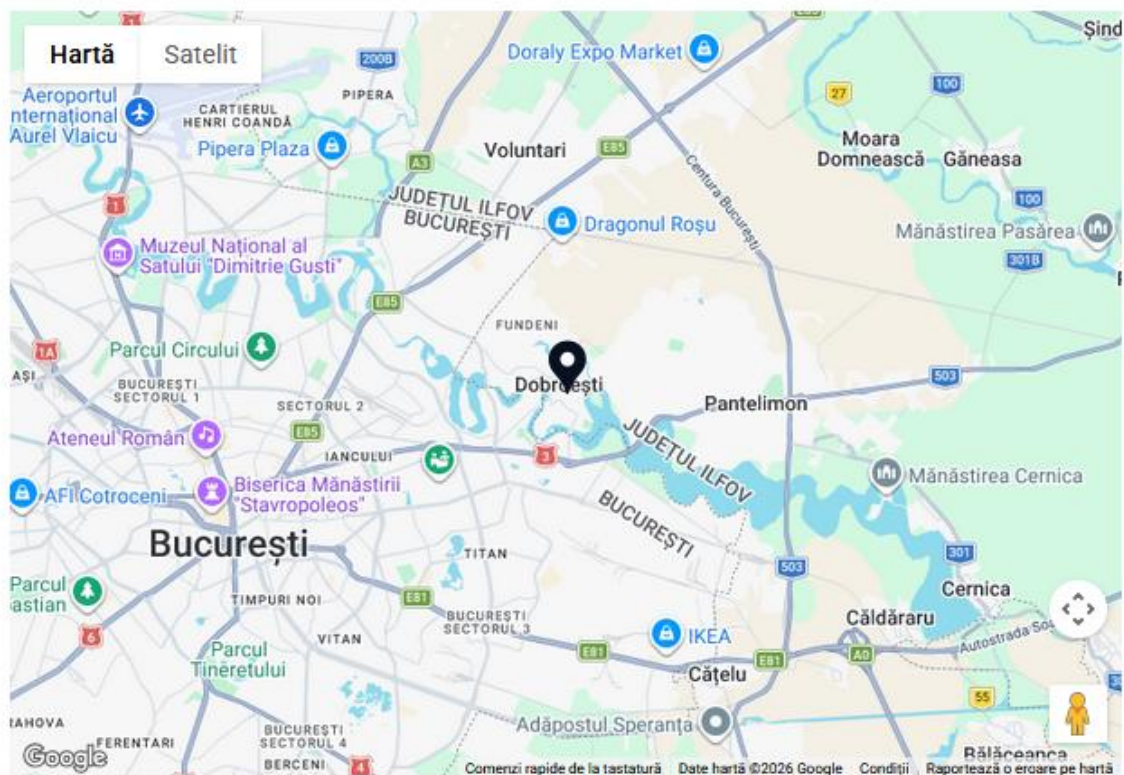 Hartă
Satelit
Doraly Expo Market
200B
100
27
PIPERA
Aeroportul
nternațional
Aurel Vlaicu
CARTIERUL
HENRI COANDĂ
Pipera Plaza
A3
Voluntari
E85
Moara
Domnească
Găneasa
Centura București
1
JUDEȚUL ILFOV
BUCUREȘTI
Dragonul Roșu
100
Mănăstirea Pasărea
301B
Muzeul Național al
Satului "Dimitrie Gusti"
E85
FUNDENI
Parcul Circului
1A
AȘI
BUCUREȘTI
SECTORUL 1
SECTORUL 2
Dobroești
503
Pantelimon
Ateneul Român
E85
IANCULUI
3
JUDEȚUL ILFOV
Mănăstirea Cernica
AFI Cotroceni
Biserica Mănăstirii
"Stavropoleos"
BUCUREȘTI
București
TITAN
301
503
Cernica
Parcul
astian
TIMPURI NOI
E81
BUCUREȘTI
SECTORUL 3
Căldăraru
6
VITAN
IKEA
Parcul
Tineretului
E81
E81
A0
Autostrada Soa
Cățelu
55
RAHOVA
FERENTARI
BUCUREȘTI
SECTORUL 4
Adăpostul Speranța
BERCENI
4
Bălăceanca
Google
Comenzi rapide de la tastatură
Date hartă ©2026 Google
Condiții
Raportează o eroare pe hartă